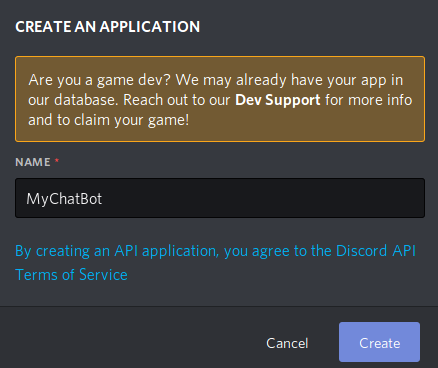 CREATE AN APPLICATION
Are you a game dev? We may already have your app in
our database. Reach out to our Dev Support for more info
and to claim your game!
NAME *
MyChatBot
By creating an API application, you agree to the Discord API
Terms of Service
Cancel
Create